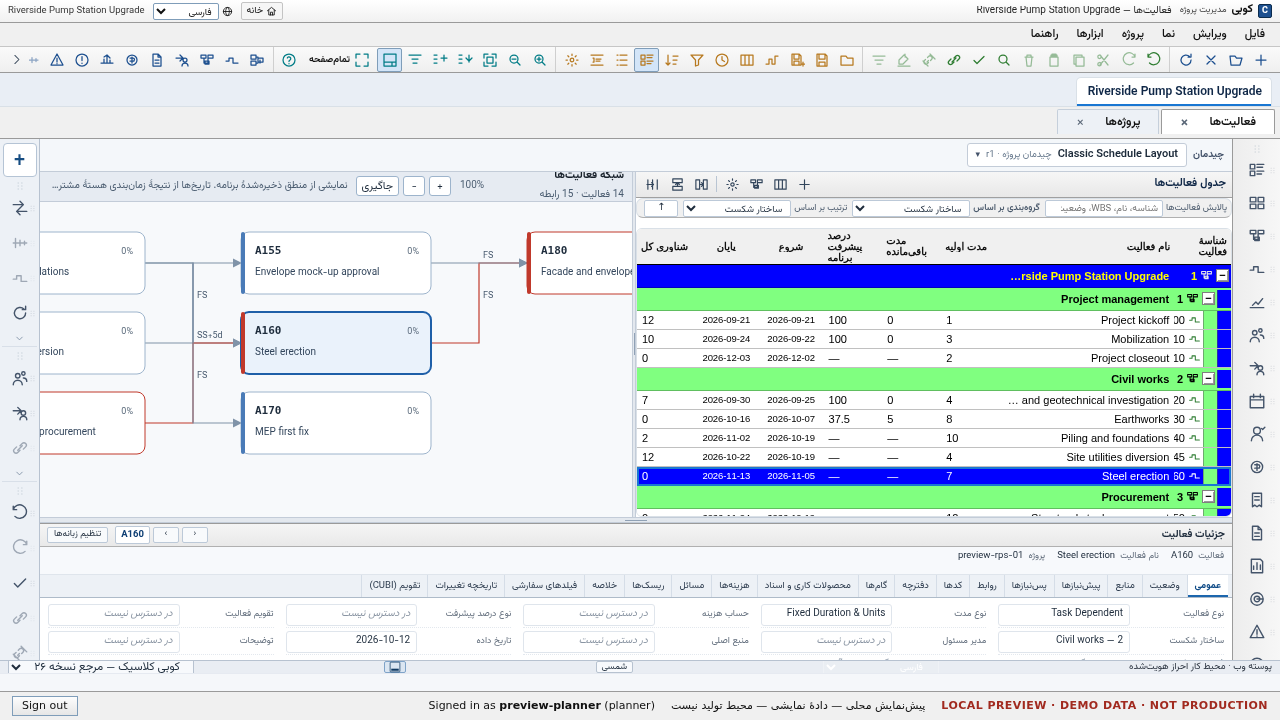 C کوبی مدیریت پروژه فعالیت‌ها — Riverside Pump Station Upgrade
خانه
فارسی
Riverside Pump Station Upgrade
فایل ویرایش نما پروژه ابزارها راهنما
تمام‌صفحه
Riverside Pump Station Upgrade
فعالیت‌ها ×
پروژه‌ها ×
چیدمان Classic Schedule Layout چیدمان پروژه · r1 ▾
جدول فعالیت‌ها
پالایش فعالیت‌ها شناسه، نام، WBS، وضعیت گروه‌بندی بر اساس ساختار شکست ترتیب بر اساس ساختار شکست ↑
شناسهٔ فعالیت نام فعالیت مدت اولیه مدت باقی‌مانده درصد پیشرفت برنامه شروع پایان شناوری کل
1 Riverside Pump Station Upgrade…
1 Project management
00 Project kickoff 1 0 100 2026-09-21 2026-09-21 12
10 Mobilization 3 0 100 2026-09-22 2026-09-24 10
10 Project closeout 2 — — 2026-12-02 2026-12-03 0
2 Civil works
20 and geotechnical investigation … 4 0 100 2026-09-25 2026-09-30 7
30 Earthworks 8 5 37.5 2026-10-07 2026-10-16 0
40 Piling and foundations 10 — — 2026-10-19 2026-11-02 2
45 Site utilities diversion 4 — — 2026-10-19 2026-10-22 12
60 Steel erection 7 — — 2026-11-05 2026-11-13 0
3 Procurement
شبکه فعالیت‌ها
14 فعالیت · 15 رابطه
100% + - جاگیری
نمایشی از منطق ذخیره‌شدهٔ برنامه. تاریخ‌ها از نتیجهٔ زمان‌بندی هستهٔ مشتر...
0%
lations
A155 0%
Envelope mock-up approval
FS
A180
Facade and envelope
FS
FS
0%
ersion
SS+5d
A160 0%
Steel erection
FS
0%
procurement
A170 0%
MEP first fix
جزئیات فعالیت
‹ › A160 تنظیم زبانه‌ها
فعالیت A160 نام فعالیت Steel erection پروژه preview-rps-01
عمومی وضعیت منابع پیش‌نیازها پس‌نیازها روابط کدها دفترچه گام‌ها محصولات کاری و اسناد هزینه‌ها مسائل ریسک‌ها خلاصه فیلدهای سفارشی تاریخچه تغییرات تقویم (CUBI)
نوع فعالیت Task Dependent نوع مدت Fixed Duration & Units حساب هزینه در دسترس نیست نوع درصد پیشرفت در دسترس نیست تقویم فعالیت در دسترس نیست
ساختار شکست Civil works — 2 مدیر مسئول در دسترس نیست منبع اصلی در دسترس نیست تاریخ داده 2026-10-12 توضیحات در دسترس نیست
پوسته وب · محیط کار احراز هویت‌شده
فارسی
شمسی
کوبی کلاسیک — مرجع نسخه ۲۶
LOCAL PREVIEW · DEMO DATA · NOT PRODUCTION پیش‌نمایش محلی — دادهٔ نمایشی — محیط تولید نیست Signed in as preview-planner (planner) Sign out